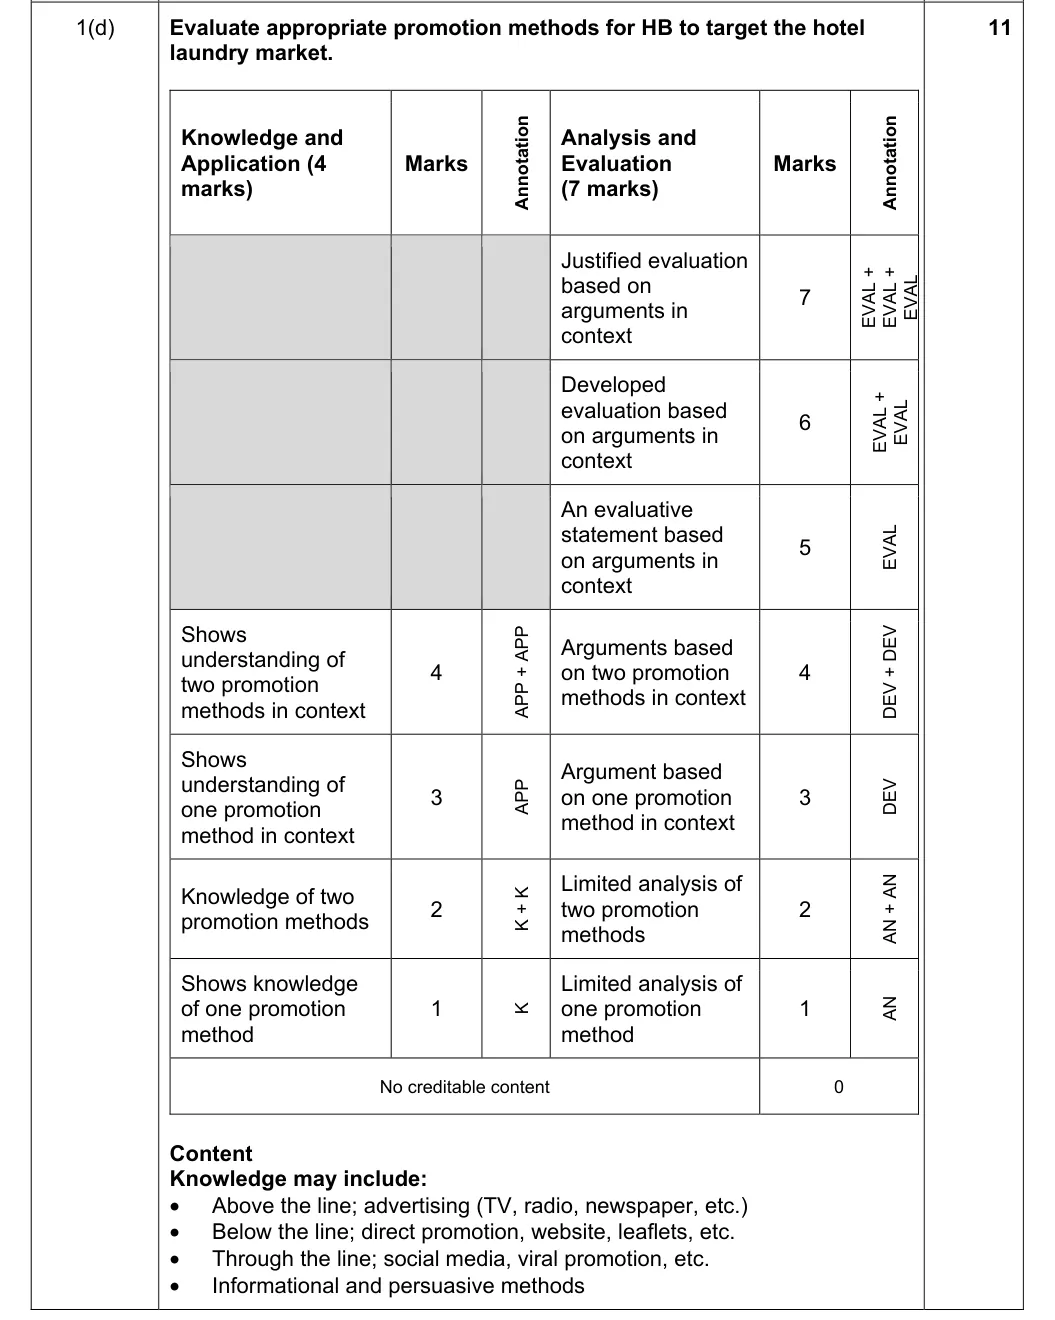 1(d)
Evaluate appropriate promotion methods for HB to target the hotel
laundry market.
11
Knowledge and
Application (4
marks)
Marks
Annotation
Analysis and
Evaluation
(7 marks)
Marks
Annotation
Justified evaluation
based on
arguments in
context
7
EVAL +
EVAL +
EVAL
Developed
evaluation based
on arguments in
context
6
EVAL +
EVAL
An evaluative
statement based
on arguments in
context
5
EVAL
Shows
understanding of
two promotion
methods in context
4
APP + APP
Arguments based
on two promotion
methods in context
4
DEV + DEV
Shows
understanding of
one promotion
method in context
3
APP
Argument based
on one promotion
method in context
3
DEV
Knowledge of two
promotion methods
2
K + K
Limited analysis of
two promotion
methods
2
AN + AN
Shows knowledge
of one promotion
method
1
K
Limited analysis of
one promotion
method
1
AN
No creditable content
0
Content
Knowledge may include:
• Above the line; advertising (TV, radio, newspaper, etc.)
• Below the line; direct promotion, website, leaflets, etc.
• Through the line; social media, viral promotion, etc.
• Informational and persuasive methods